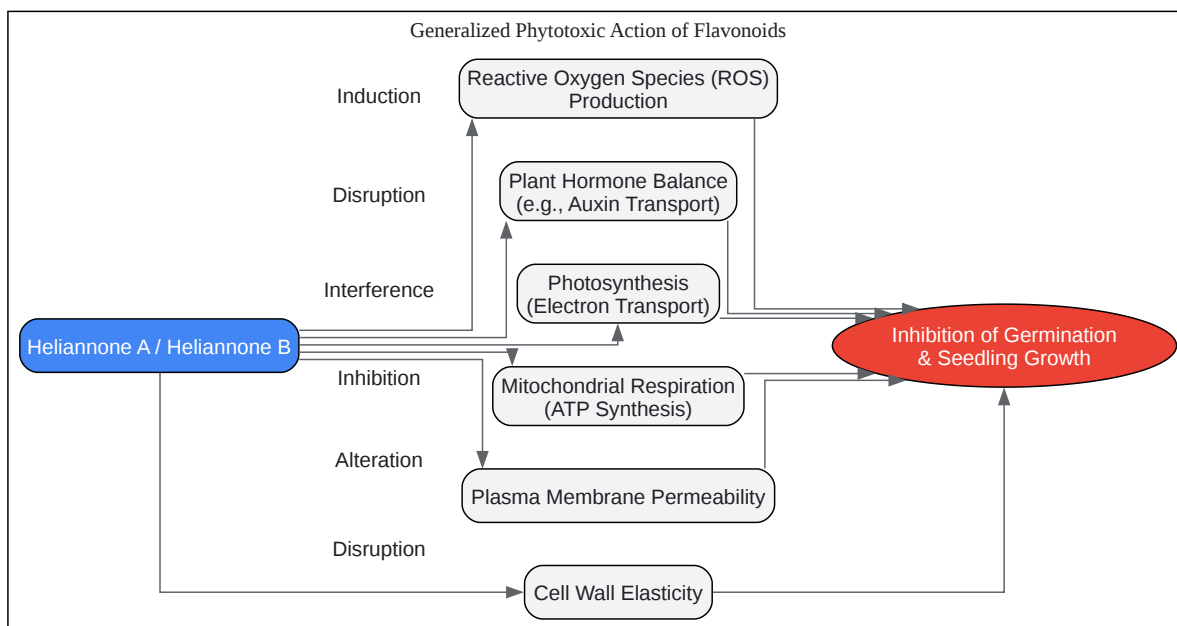 Generalized Phytotoxic Action of Flavonoids
Induction
Reactive Oxygen Species (ROS)
Production
Disruption
Plant Hormone Balance
(e.g., Auxin Transport)
Interference
Photosynthesis
(Electron Transport)
Heliannone A / Heliannone B
Inhibition of Germination
& Seedling Growth
Inhibition
Mitochondrial Respiration
(ATP Synthesis)
Alteration
Plasma Membrane Permeability
Disruption
Cell Wall Elasticity